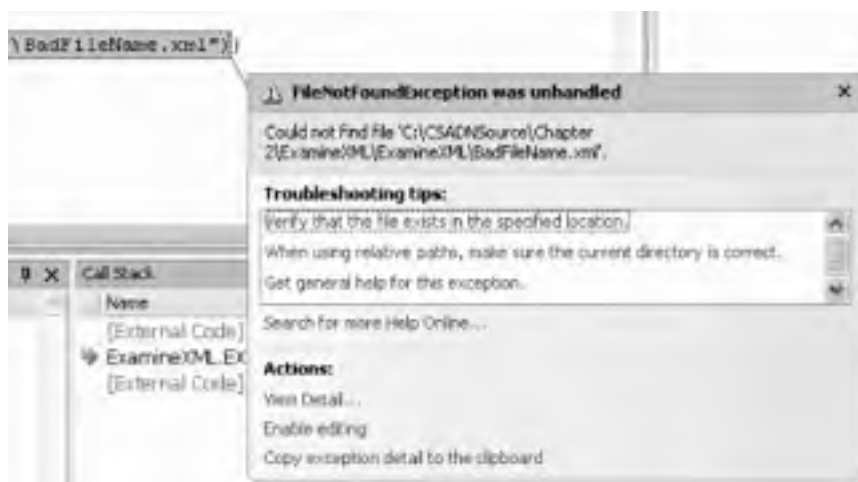 \BadFileName.xml"))
FileNotFoundException was unhandled
Could not find file 'C:\CSADNSource\Chapter
2\ExamineXML\ExamineXML\BadFileName.xml'.
Troubleshooting tips:
Verify that the file exists in the specified location.
When using relative paths, make sure the current directory is correct.
Get general help for this exception.
Search for more Help Online...
Actions:
View Detail...
Enable editing
Copy exception detail to the clipboard
Call Stack
Name
[External Code]
ExamineXML.EX
[External Code]